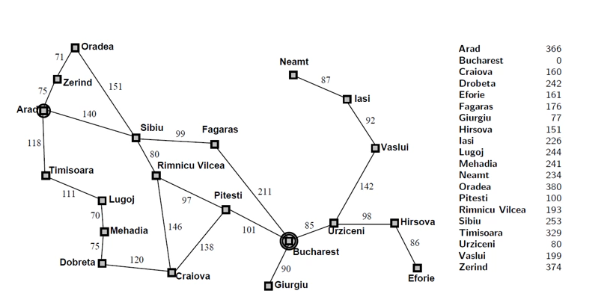 Oradea
71
Neamt
Zerind
87
151
75
Iasi
Arad
140
92
Sibiu
99
Fagaras
118
Vaslui
80
Timisoara
Rimnicu Vilcea
111
142
211
Lugoj
97
Pitesti
70
98
Hirsova
146
85
Mehadia
101
Urziceni
75
138
86
Bucharest
Dobreta
120
90
Craiova
Eforie
Giurgiu
Arad 366
Bucharest 0
Craiova 160
Drobeta 242
Eforie 161
Fagaras 176
Giurgiu 77
Hirsova 151
Iasi 226
Lugoj 244
Mehadia 241
Neamt 234
Oradea 380
Pitesti 100
Rimnicu Vilcea 193
Sibiu 253
Timisoara 329
Urziceni 80
Vaslui 199
Zerind 374